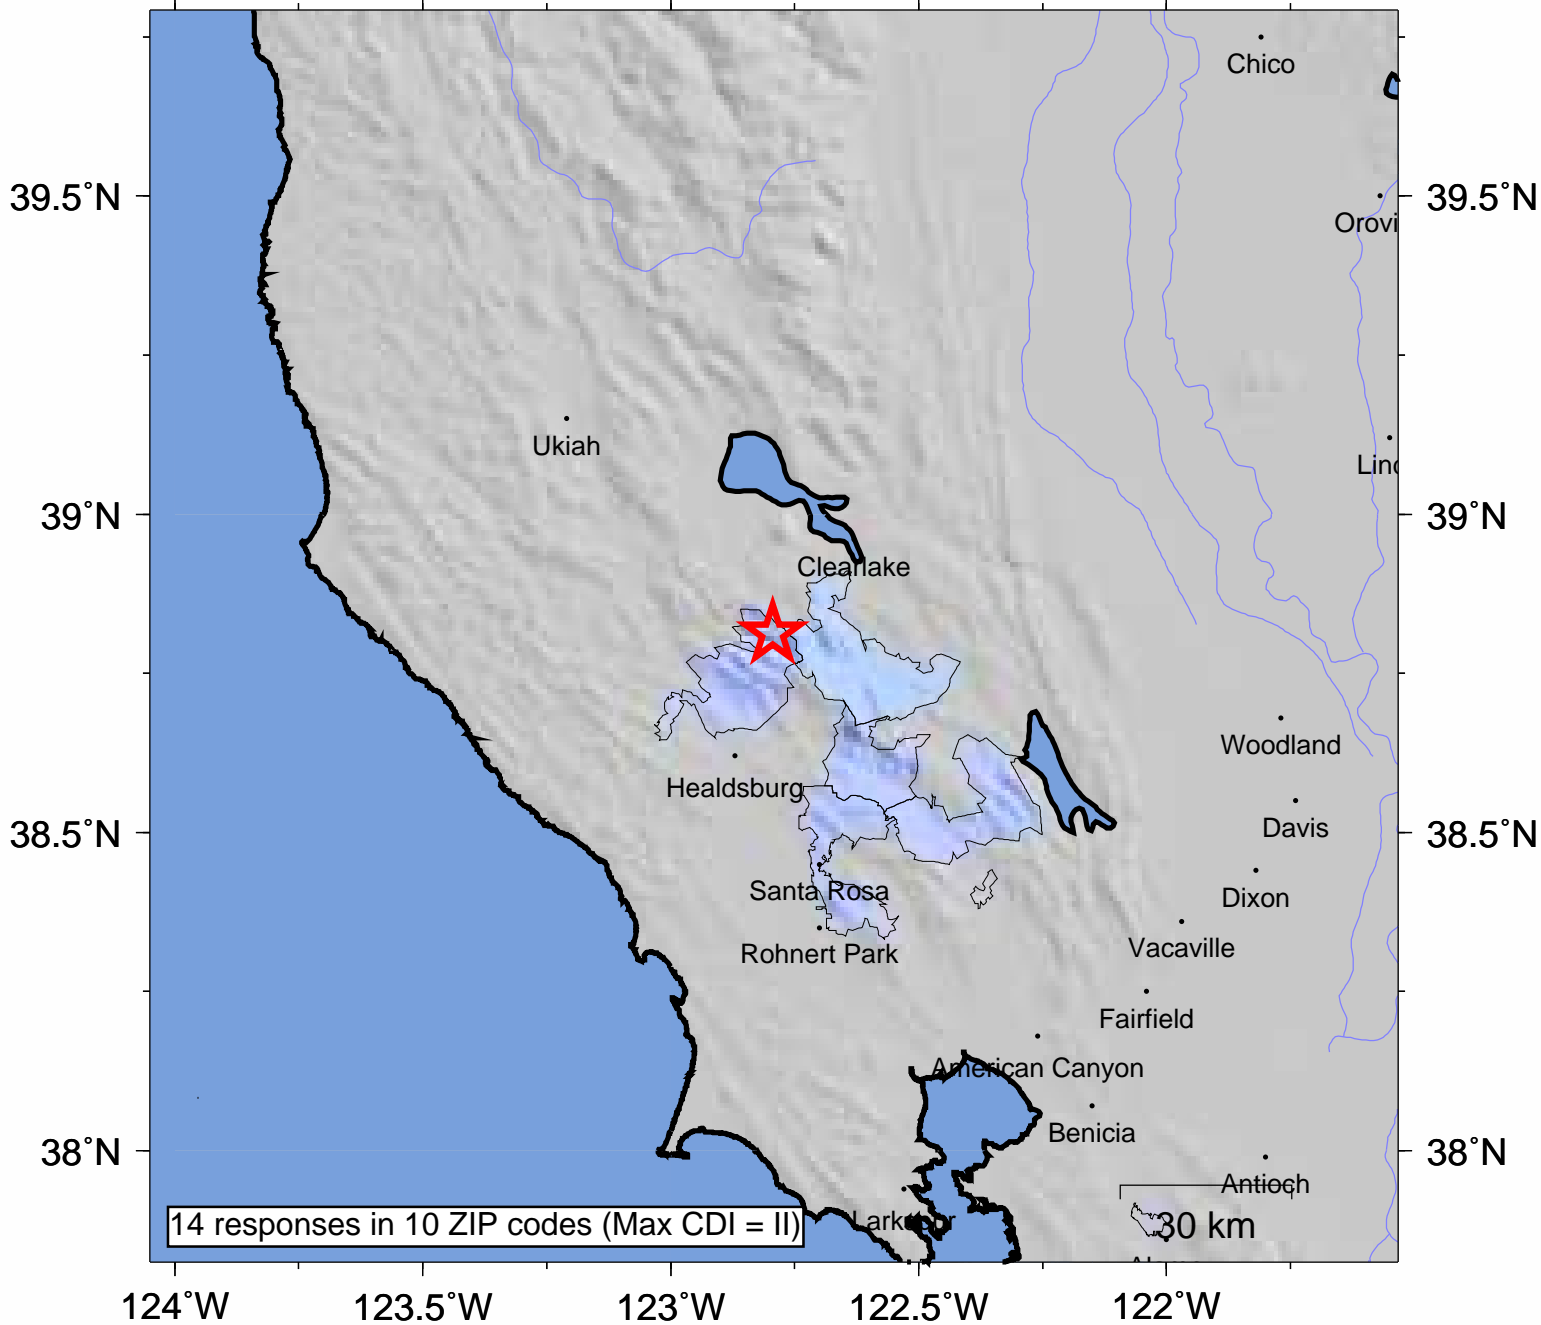 Chico
39.5°N
39.5°N
Orovi
Ukiah
Linc
39°N
39°N
Clearlake
Woodland
Healdsburg
38.5°N
38.5°N
Davis
Santa Rosa
Dixon
Rohnert Park
Vacaville
Fairfield
American Canyon
Benicia
38°N
38°N
Antioch
14 responses in 10 ZIP codes (Max CDI = II)
30 km
124°W
123.5°W
123°W
122.5°W
122°W